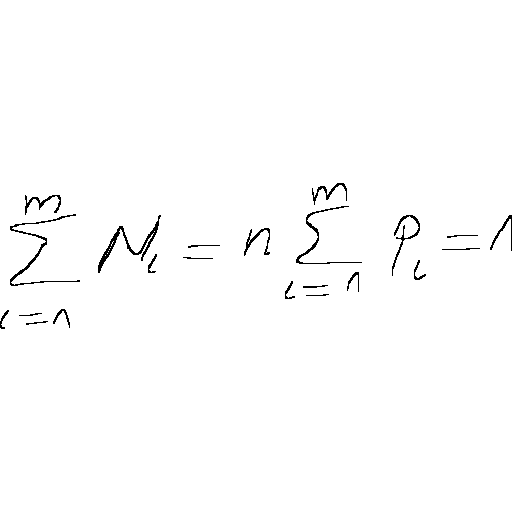 \sum_{i=1}^{m} N_i = n \sum_{i=1}^{m} p_i = 1